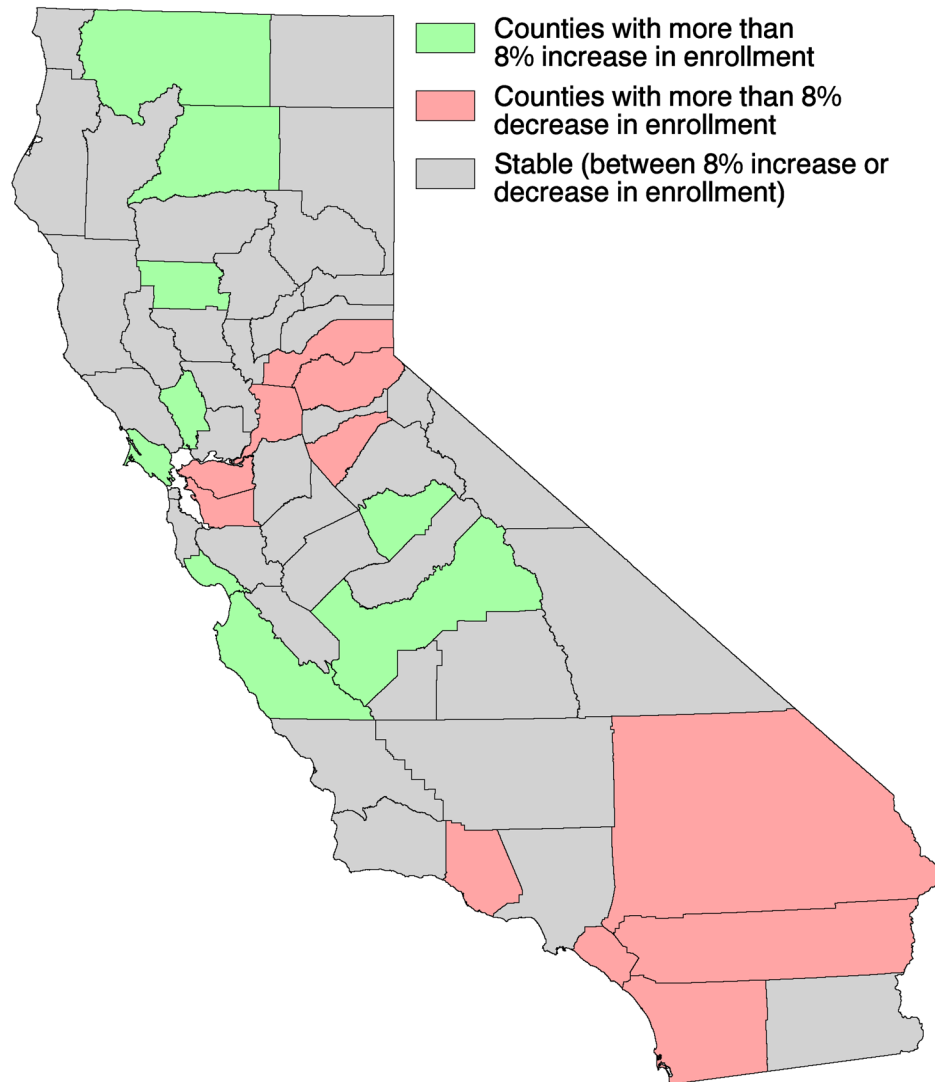 Counties with more than
8% increase in enrollment
Counties with more than 8%
decrease in enrollment
Stable (between 8% increase or
decrease in enrollment)